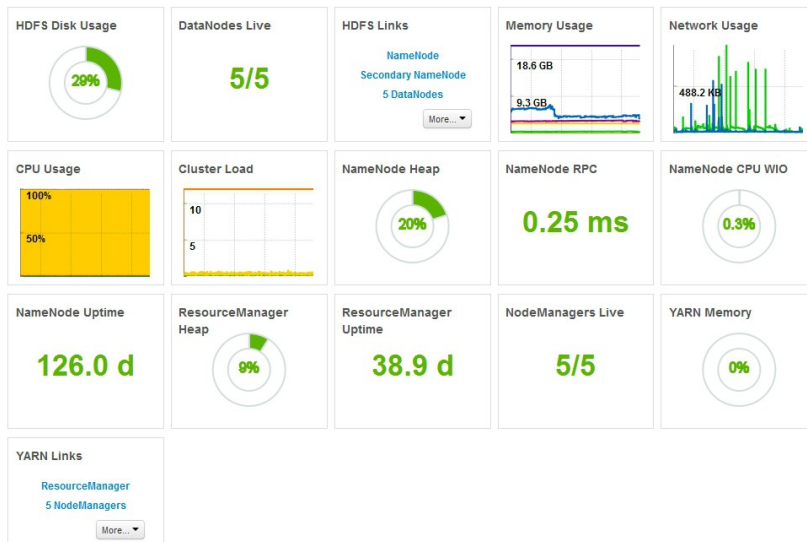 HDFS Disk Usage
29%
DataNodes Live
5/5
HDFS Links
NameNode
Secondary NameNode
5 DataNodes
More...
Memory Usage
18.6 GB
9.3 GB
Network Usage
488.2 KB
CPU Usage
100%
50%
Cluster Load
10
5
NameNode Heap
20%
NameNode RPC
0.25 ms
NameNode CPU WIO
0.3%
NameNode Uptime
126.0 d
ResourceManager
Heap
9%
ResourceManager
Uptime
38.9 d
NodeManagers Live
5/5
YARN Memory
0%
YARN Links
ResourceManager
5 NodeManagers
More...